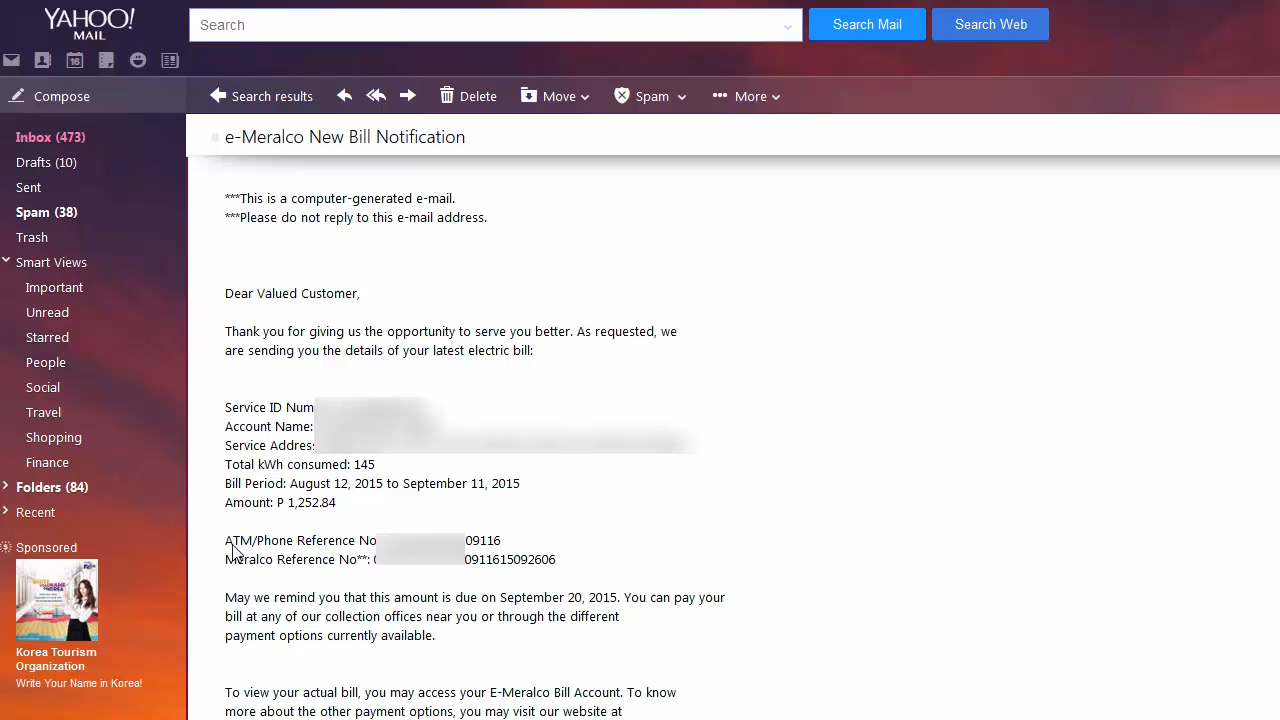 YAHOO!
MAIL
Search
Search Mail
Search Web
16
Compose
Search results
Delete
Move
Spam
More
Inbox (473)
Drafts (10)
Sent
Spam (38)
Trash
Smart Views
Important
Unread
Starred
People
Social
Travel
Shopping
Finance
Folders (84)
Recent
Sponsored
Korea Tourism
Organization
Write Your Name in Korea!
e-Meralco New Bill Notification
***This is a computer-generated e-mail.
***Please do not reply to this e-mail address.
Dear Valued Customer,
Thank you for giving us the opportunity to serve you better. As requested, we
are sending you the details of your latest electric bill:
Service ID Num
Account Name:
Service Address:
Total kWh consumed: 145
Bill Period: August 12, 2015 to September 11, 2015
Amount: P 1,252.84
ATM/Phone Reference No 09116
Meralco Reference No**: 0911615092606
May we remind you that this amount is due on September 20, 2015. You can pay your
bill at any of our collection offices near you or through the different
payment options currently available.
To view your actual bill, you may access your E-Meralco Bill Account. To know
more about the other payment options, you may visit our website at